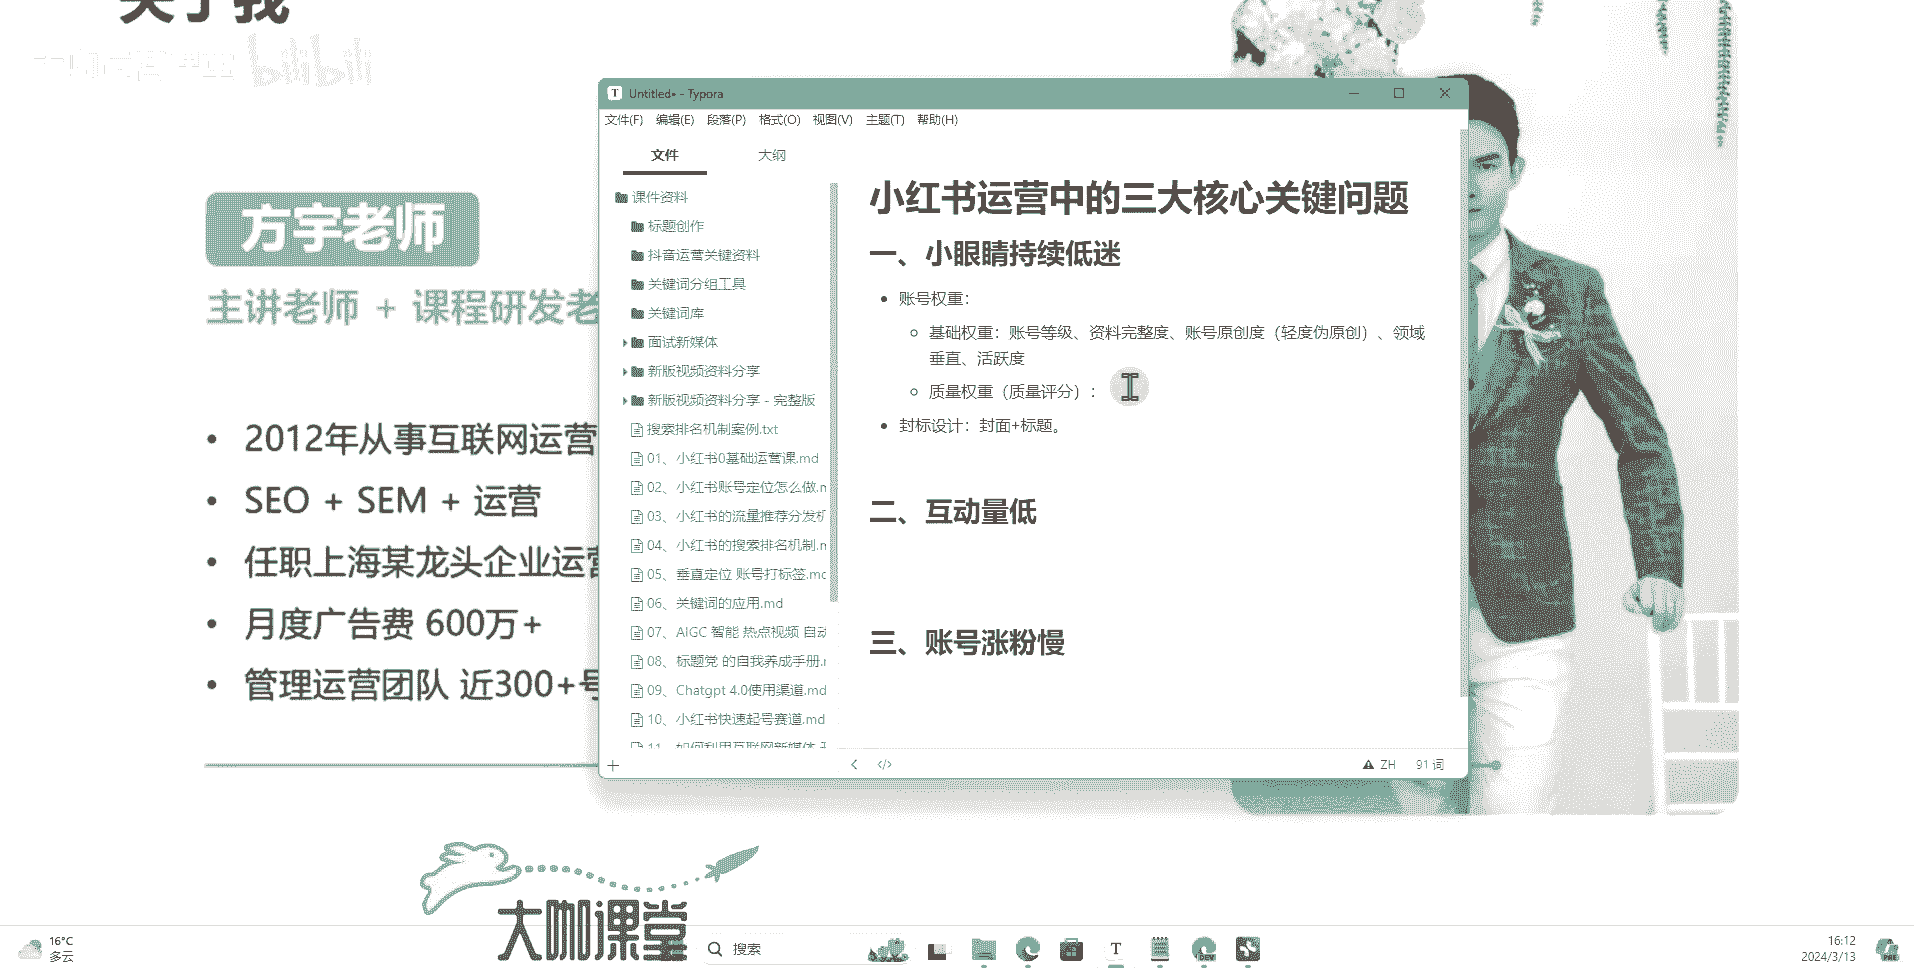 关于我
bilibili
方宇老师
主讲老师 + 课程研发老
• 2012年从事互联网运营
• SEO + SEM + 运营
• 任职上海某龙头企业运营
• 月度广告费 600万+
• 管理运营团队 近300+号
Untitled• - Typora
文件(F) 编辑(E) 段落(P) 格式(O) 视图(V) 主题(T) 帮助(H)
文件 大纲
课件资料
标题创作
抖音运营关键资料
关键词分组工具
关键词库
面试新媒体
新版视频资料分享
新版视频资料分享 - 完整版
搜索排名机制案例.txt
01、小红书0基础运营课.md
02、小红书账号定位怎么做.m
03、小红书的流量推荐分发机
04、小红书的搜索排名机制.m
05、垂直定位 账号打标签.md
06、关键词的应用.md
07、AIGC 智能 热点视频 自动
08、标题党 的自我养成手册.m
09、Chatgpt 4.0使用渠道.md
10、小红书快速起号赛道.md
11、如何利用互联网新媒体
小红书运营中的三大核心关键问题
一、小眼睛持续低迷
• 账号权重：
基础权重：账号等级、资料完整度、账号原创度（轻度伪原创）、领域
垂直、活跃度
质量权重（质量评分）：
• 封标设计：封面+标题。
二、互动量低
三、账号涨粉慢
ZH 91 词
大咖课堂
16°C
多云
搜索
16:12
2024/3/13